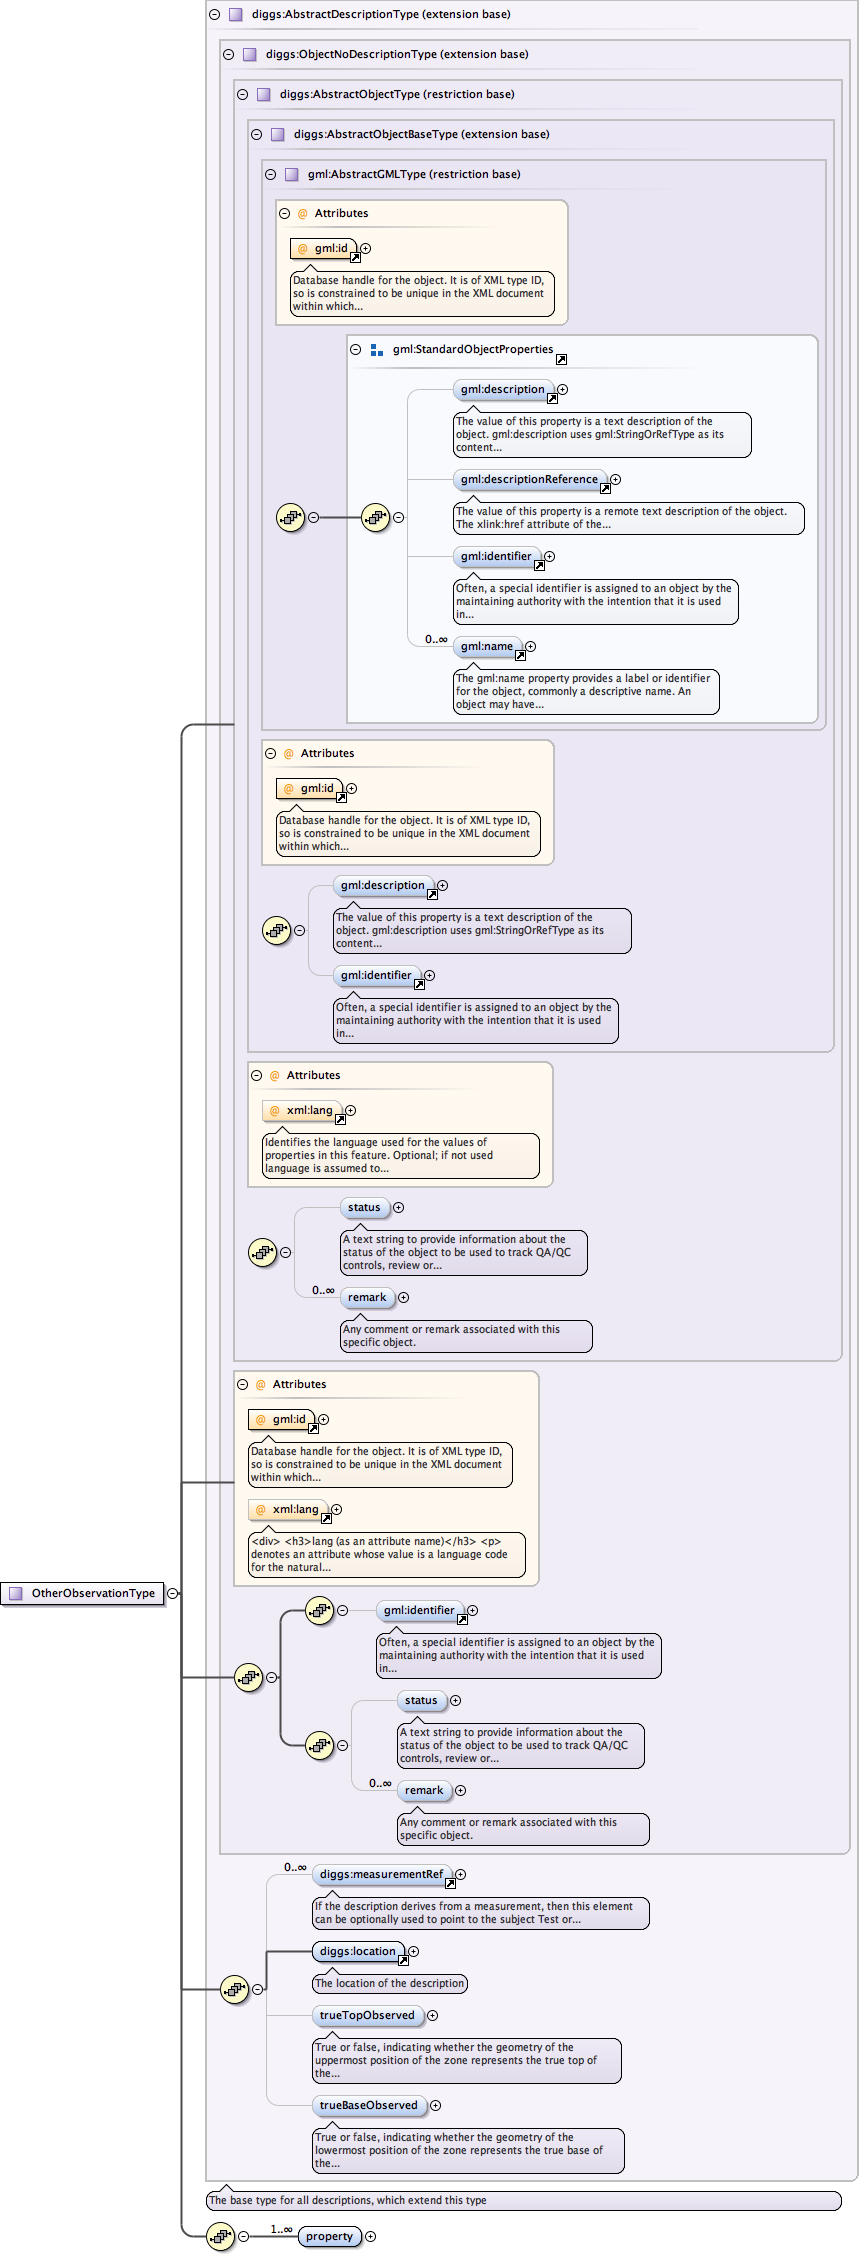 diggs:AbstractDescriptionType (extension base)
diggs:ObjectNoDescriptionType (extension base)
diggs:AbstractObjectType (restriction base)
diggs:AbstractObjectBaseType (extension base)
gml:AbstractGMLType (restriction base)
@ Attributes
@ gml:id
Database handle for the object. It is of XML type ID,
so is constrained to be unique in the XML document
within which...
gml:StandardObjectProperties
gml:description
The value of this property is a text description of the
object. gml:description uses gml:StringOrRefType as its
content...
gml:descriptionReference
The value of this property is a remote text description of the object.
The xlink:href attribute of the...
gml:identifier
Often, a special identifier is assigned to an object by the
maintaining authority with the intention that it is used
in...
0..∞ gml:name
The gml:name property provides a label or identifier
for the object, commonly a descriptive name. An
object may have...
@ Attributes
@ gml:id
Database handle for the object. It is of XML type ID,
so is constrained to be unique in the XML document
within which...
gml:description
The value of this property is a text description of the
object. gml:description uses gml:StringOrRefType as its
content...
gml:identifier
Often, a special identifier is assigned to an object by the
maintaining authority with the intention that it is used
in...
@ Attributes
@ xml:lang
Identifies the language used for the values of
properties in this feature. Optional; if not used
language is assumed to...
status
A text string to provide information about the
status of the object to be used to track QA/QC
controls, review or...
0..∞ remark
Any comment or remark associated with this
specific object.
@ Attributes
@ gml:id
Database handle for the object. It is of XML type ID,
so is constrained to be unique in the XML document
within which...
@ xml:lang
<div> <h3>lang (as an attribute name)</h3> <p>
denotes an attribute whose value is a language code
for the natural...
OtherObservationType
gml:identifier
Often, a special identifier is assigned to an object by the
maintaining authority with the intention that it is used
in...
status
A text string to provide information about the
status of the object to be used to track QA/QC
controls, review or...
0..∞ remark
Any comment or remark associated with this
specific object.
0..∞ diggs:measurementRef
If the description derives from a measurement, then this element
can be optionally used to point to the subject Test or...
diggs:location
The location of the description
trueTopObserved
True or false, indicating whether the geometry of the
uppermost position of the zone represents the true top of
the...
trueBaseObserved
True or false, indicating whether the geometry of the
lowermost position of the zone represents the true base of
the...
The base type for all descriptions, which extend this type
1..∞ property